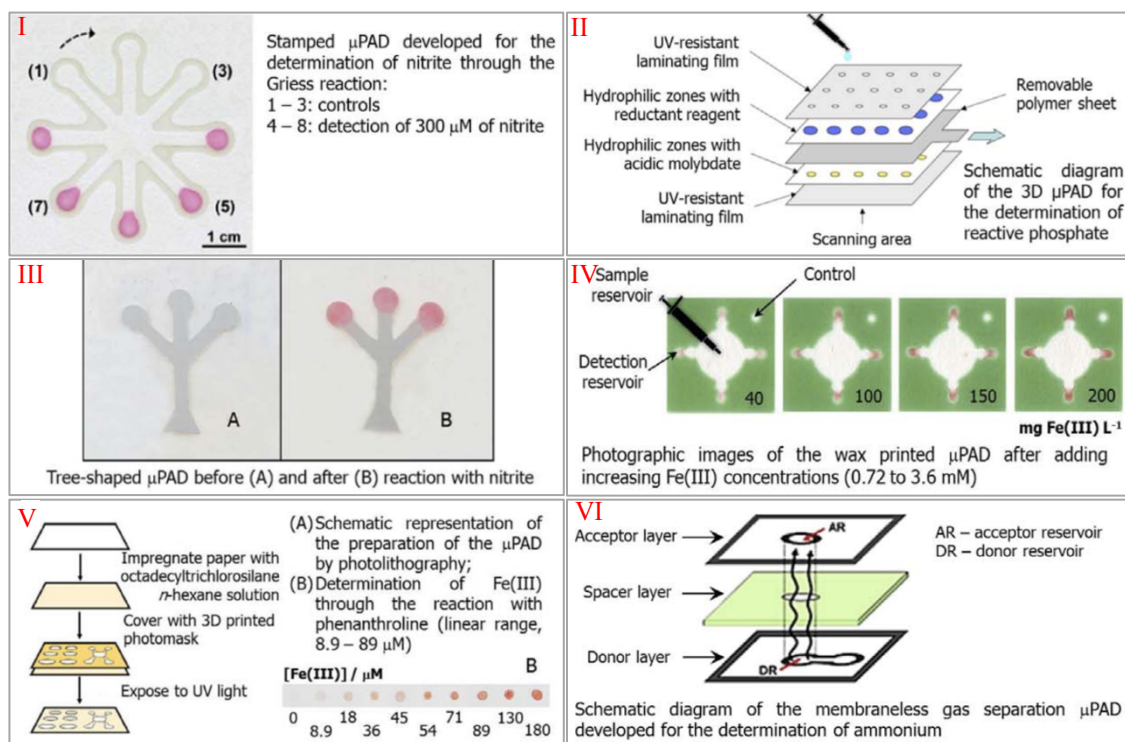 I
(1)
(3)
(7)
(5)
1 cm
Stamped µPAD developed for the
determination of nitrite through the
Griess reaction:
1 – 3: controls
4 – 8: detection of 300 µM of nitrite
II
UV-resistant
laminating film
Hydrophilic zones with
reductant reagent
Hydrophilic zones with
acidic molybdate
UV-resistant
laminating film
Scanning area
Removable
polymer sheet
Schematic diagram
of the 3D µPAD for
the determination of
reactive phosphate
III
A
B
Tree-shaped µPAD before (A) and after (B) reaction with nitrite
IV
Sample
reservoir
Control
Detection
reservoir
40
100
150
200
mg Fe(III) L⁻¹
Photographic images of the wax printed µPAD after adding
increasing Fe(III) concentrations (0.72 to 3.6 mM)
V
Impregnate paper with
octadecyltrichlorosilane
n-hexane solution
Cover with 3D printed
photomask
Expose to UV light
(A) Schematic representation of
the preparation of the µPAD
by photolithography;
(B) Determination of Fe(III)
through the reaction with
phenanthroline (linear range,
8.9 – 89 µM)
[Fe(III)] / µM
B
0 18 45 71 130
8.9 36 54 89 180
VI
Acceptor layer
AR
Spacer layer
Donor layer
DR
AR – acceptor reservoir
DR – donor reservoir
Schematic diagram of the membraneless gas separation µPAD
developed for the determination of ammonium